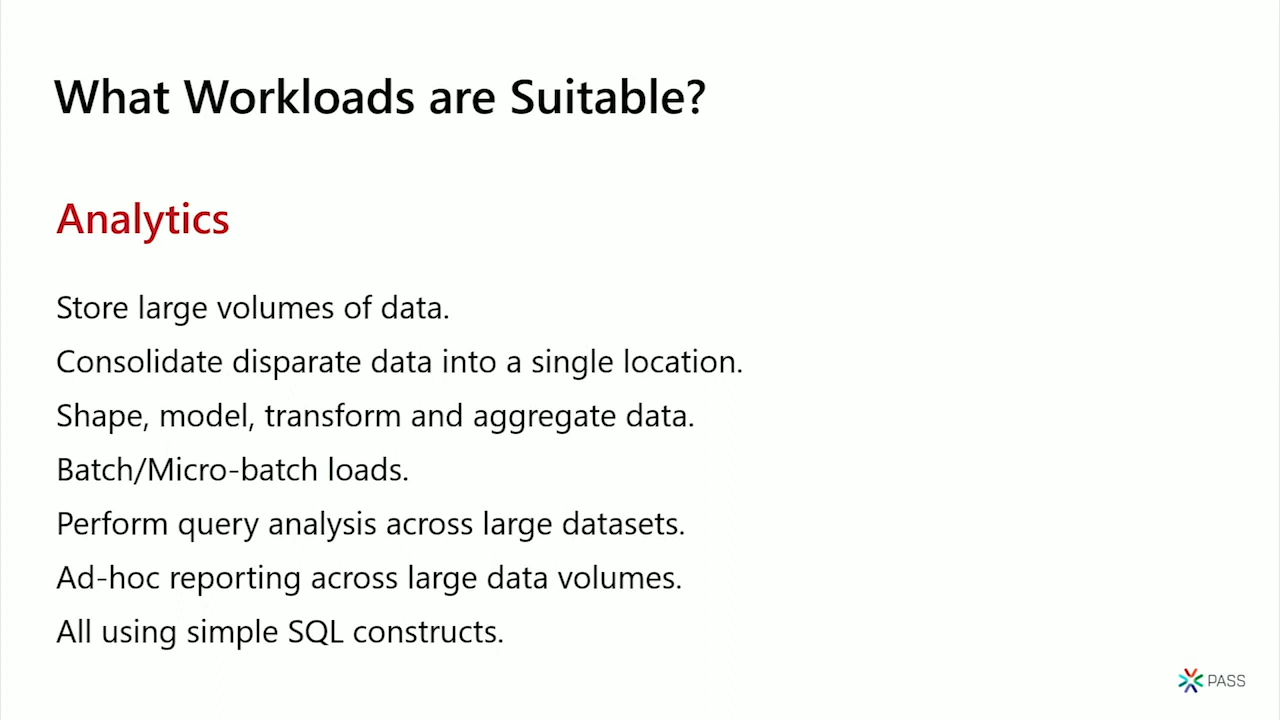 What Workloads are Suitable?
Analytics
Store large volumes of data.
Consolidate disparate data into a single location.
Shape, model, transform and aggregate data.
Batch/Micro-batch loads.
Perform query analysis across large datasets.
Ad-hoc reporting across large data volumes.
All using simple SQL constructs.
PASS